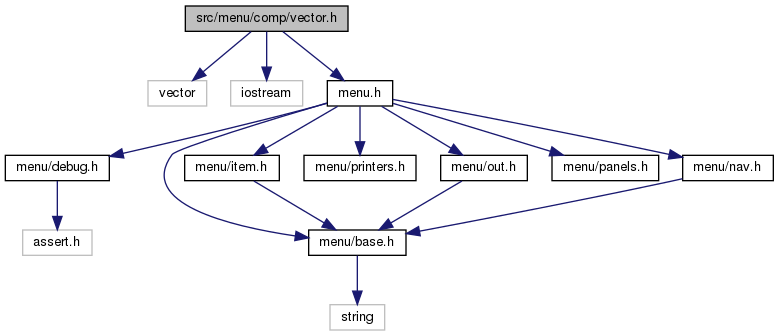 src/menu/comp/vector.h
vector
iostream
menu.h
menu/debug.h
menu/item.h
menu/printers.h
menu/out.h
menu/panels.h
menu/nav.h
assert.h
menu/base.h
string